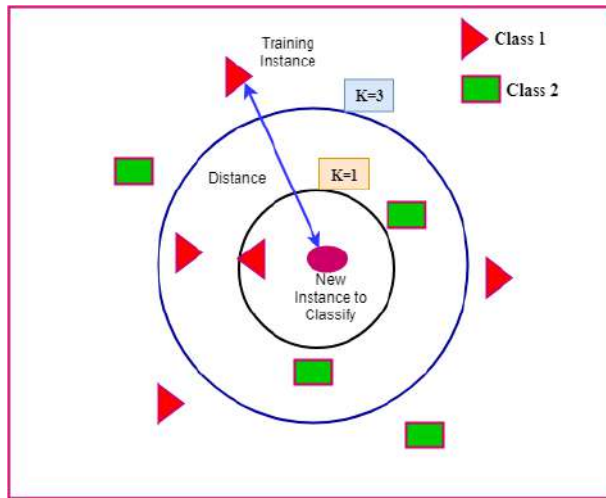 Training
Instance
Class 1
Class 2
K=3
K=1
Distance
New
Instance to
Classify